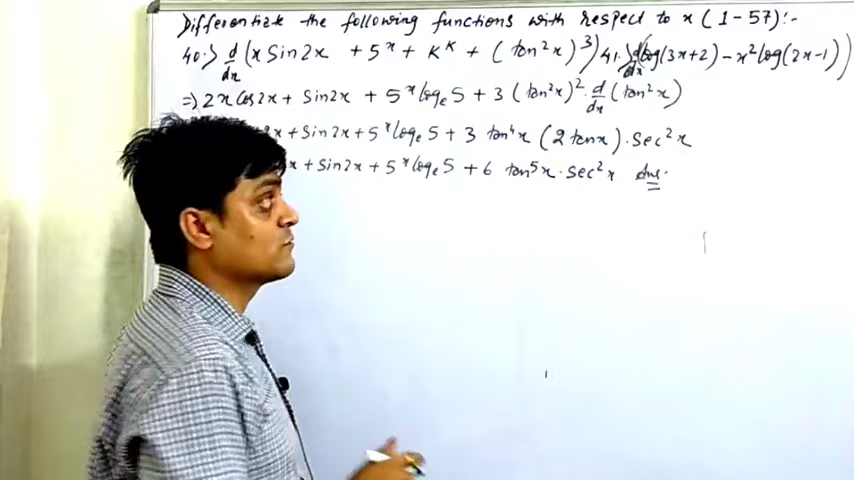 Differentiate the following functions with respect to x (1-57):-
40.> d/dx (x Sin2x + 5^x + K^K + (tan²x)³) 41.> d/dx (log(3x+2) - x² log(2x-1))
=> 2x Cos2x + Sin2x + 5^x logₑ5 + 3 (tan²x)² . d/dx (tan²x)
x + Sin2x + 5^x logₑ5 + 3 tan⁴x (2 tanx) . Sec²x
x + Sin2x + 5^x logₑ5 + 6 tan⁵x . Sec²x Ans.